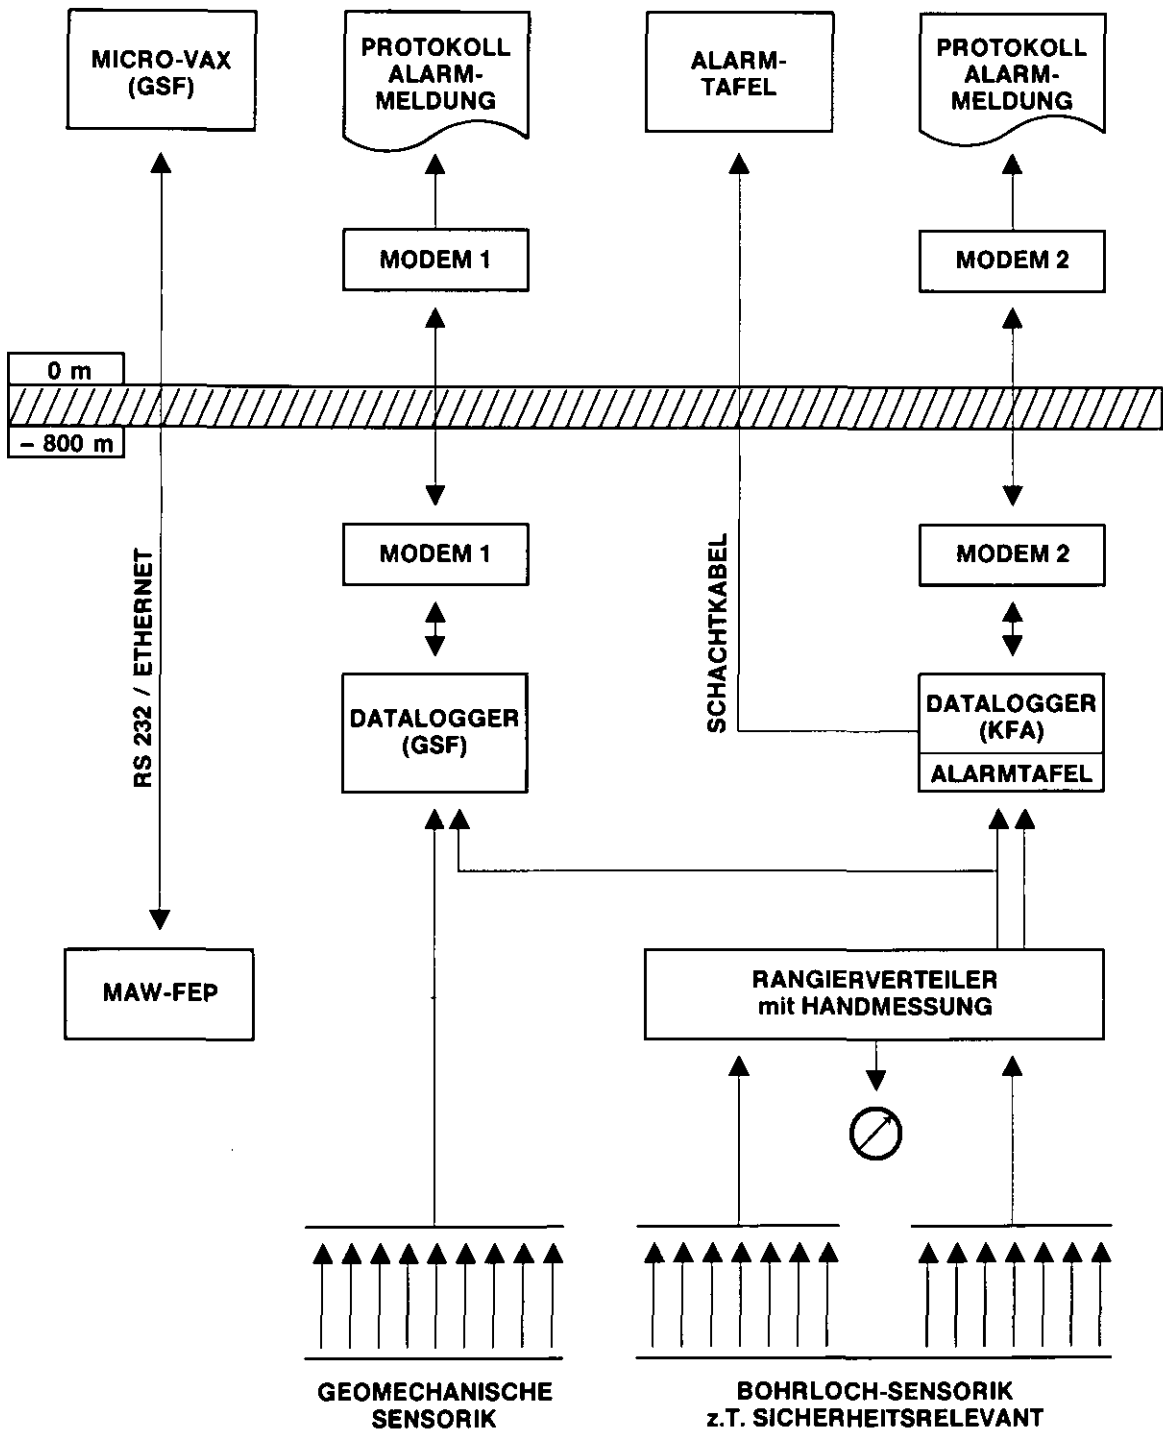 MICRO-VAX
(GSF)
PROTOKOLL
ALARM-
MELDUNG
ALARM-
TAFEL
PROTOKOLL
ALARM-
MELDUNG
MODEM 1
MODEM 2
0 m
– 800 m
MODEM 1
MODEM 2
RS 232 / ETHERNET
SCHACHTKABEL
DATALOGGER
(GSF)
DATALOGGER
(KFA)
ALARMTAFEL
MAW-FEP
RANGIERVERTEILER
mit HANDMESSUNG
GEOMECHANISCHE
SENSORIK
BOHRLOCH-SENSORIK
z.T. SICHERHEITSRELEVANT